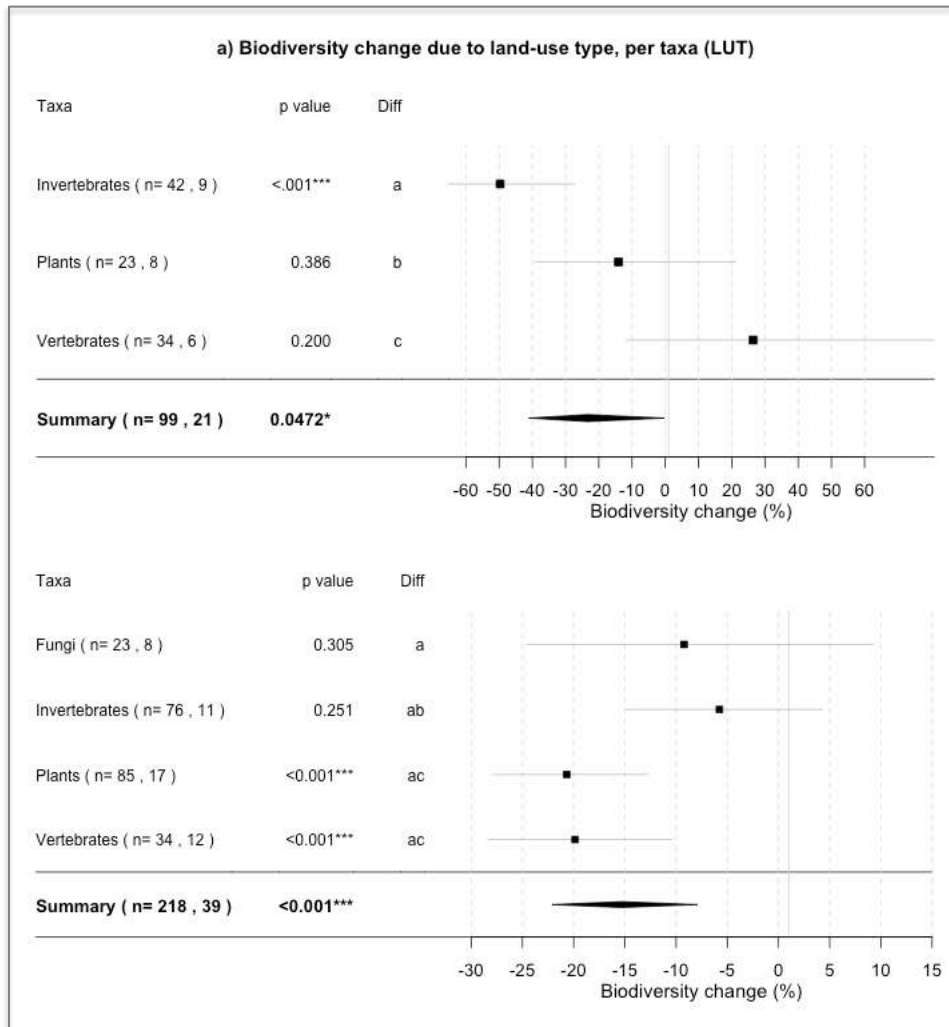 a) Biodiversity change due to land-use type, per taxa (LUT)
Taxa p value Diff
Invertebrates ( n= 42 , 9 ) <.001*** a
Plants ( n= 23 , 8 ) 0.386 b
Vertebrates ( n= 34 , 6 ) 0.200 c
Summary ( n= 99 , 21 ) 0.0472*
-60 -50 -40 -30 -20 -10 0 10 20 30 40 50 60
Biodiversity change (%)
Taxa p value Diff
Fungi ( n= 23 , 8 ) 0.305 a
Invertebrates ( n= 76 , 11 ) 0.251 ab
Plants ( n= 85 , 17 ) <0.001*** ac
Vertebrates ( n= 34 , 12 ) <0.001*** ac
Summary ( n= 218 , 39 ) <0.001***
-30 -25 -20 -15 -10 -5 0 5 10 15
Biodiversity change (%)